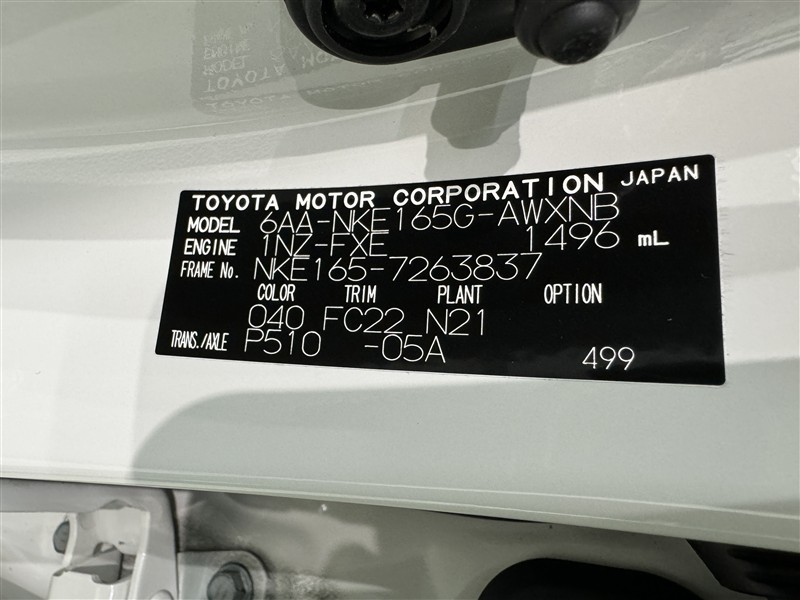 TOYOTA MOTOR CORPORATION JAPAN
MODEL 6AA-NKE165G-AWXNB
ENGINE 1NZ-FXE 1496 mL
FRAME No. NKE165-7263837
COLOR TRIM PLANT OPTION
040 FC22 N21
TRANS./AXLE P510 -05A 499